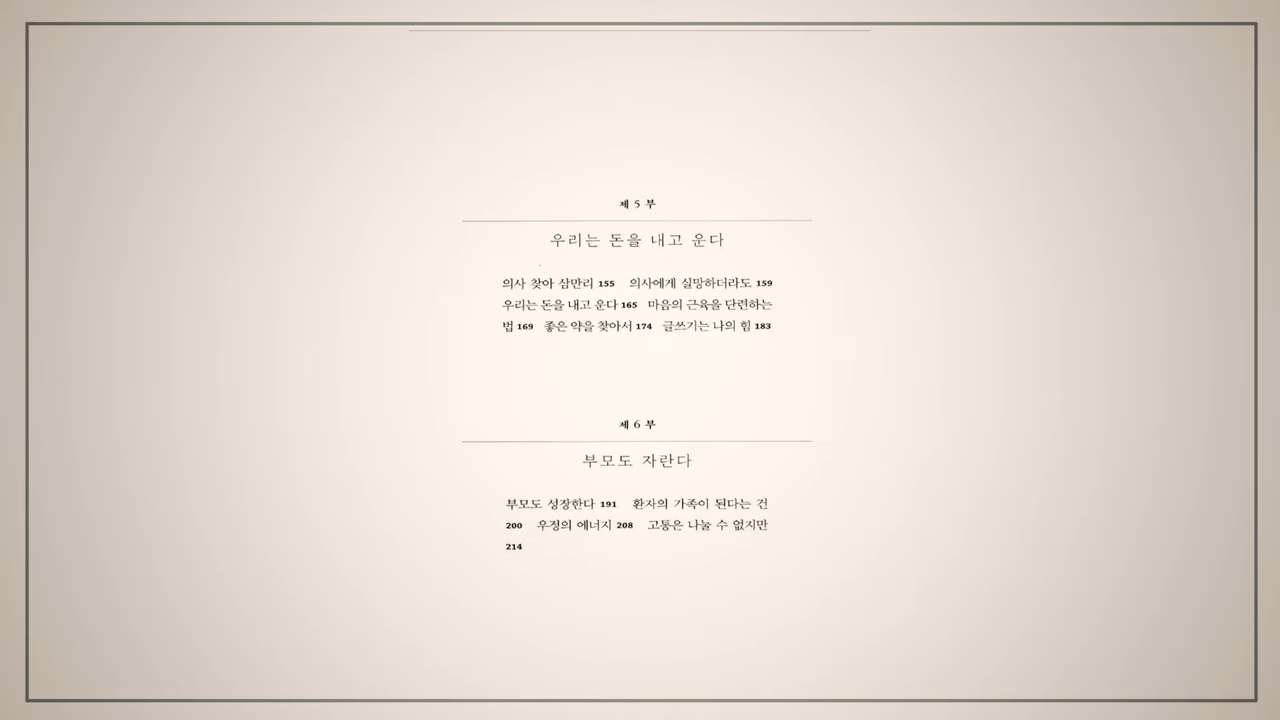 제 5 부
우리는 돈을 내고 운다
의사 찾아 삼만리 155 의사에게 실망하더라도 159
우리는 돈을 내고 운다 165 마음의 근육을 단련하는
법 169 좋은 약을 찾아서 174 글쓰기는 나의 힘 183
제 6 부
부모도 자란다
부모도 성장한다 191 환자의 가족이 된다는 건
200 우정의 에너지 208 고통은 나눌 수 없지만
214